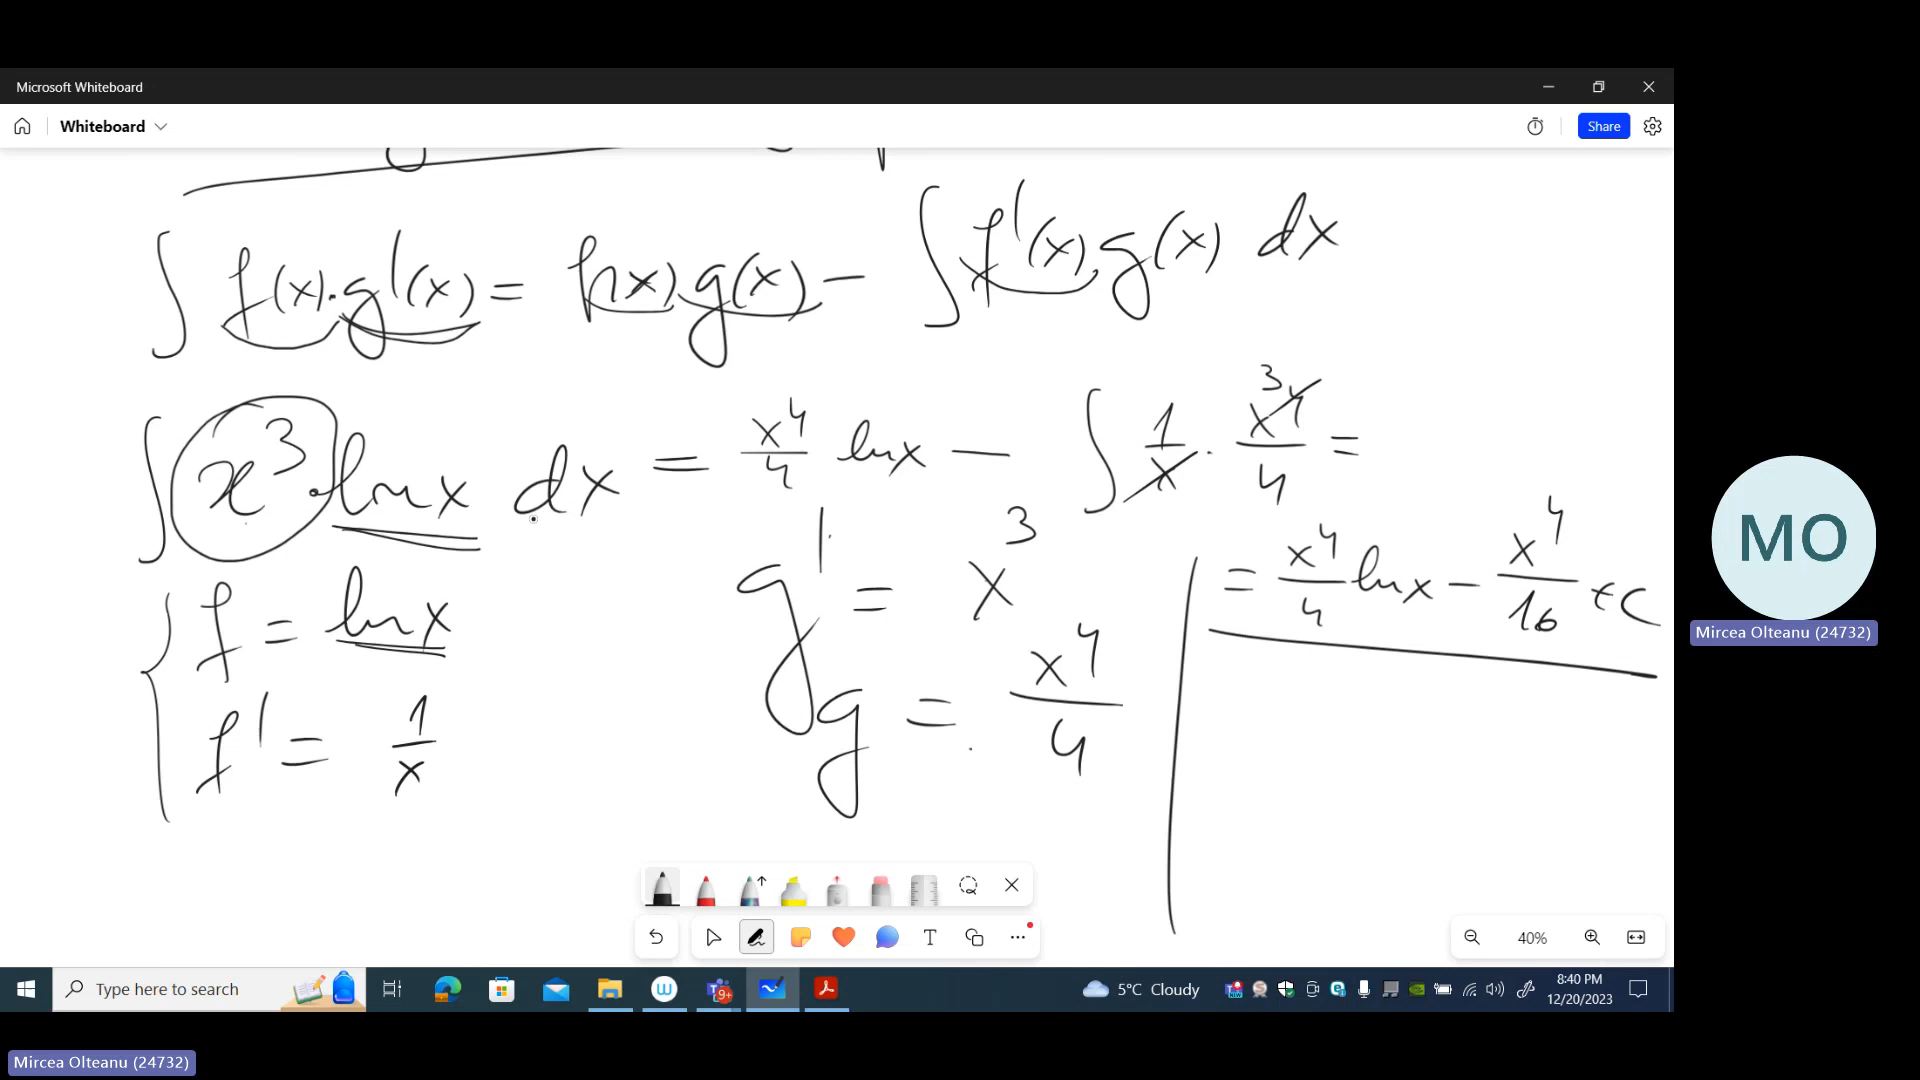 Microsoft Whiteboard
Whiteboard
Share
∫ f(x)·g'(x) = f(x)·g(x) − ∫ f'(x)·g(x) dx
∫ x³·ln x dx = x⁴/4 ln x − ∫ 1/x · x³4/4 =
g' = x³
= x⁴/4 ln x − x⁴/16 + C
f = ln x
g = x⁴/4
f' = 1/x
MO
Mircea Olteanu (24732)
40%
Type here to search
9+
5°C Cloudy
8:40 PM
12/20/2023
Mircea Olteanu (24732)